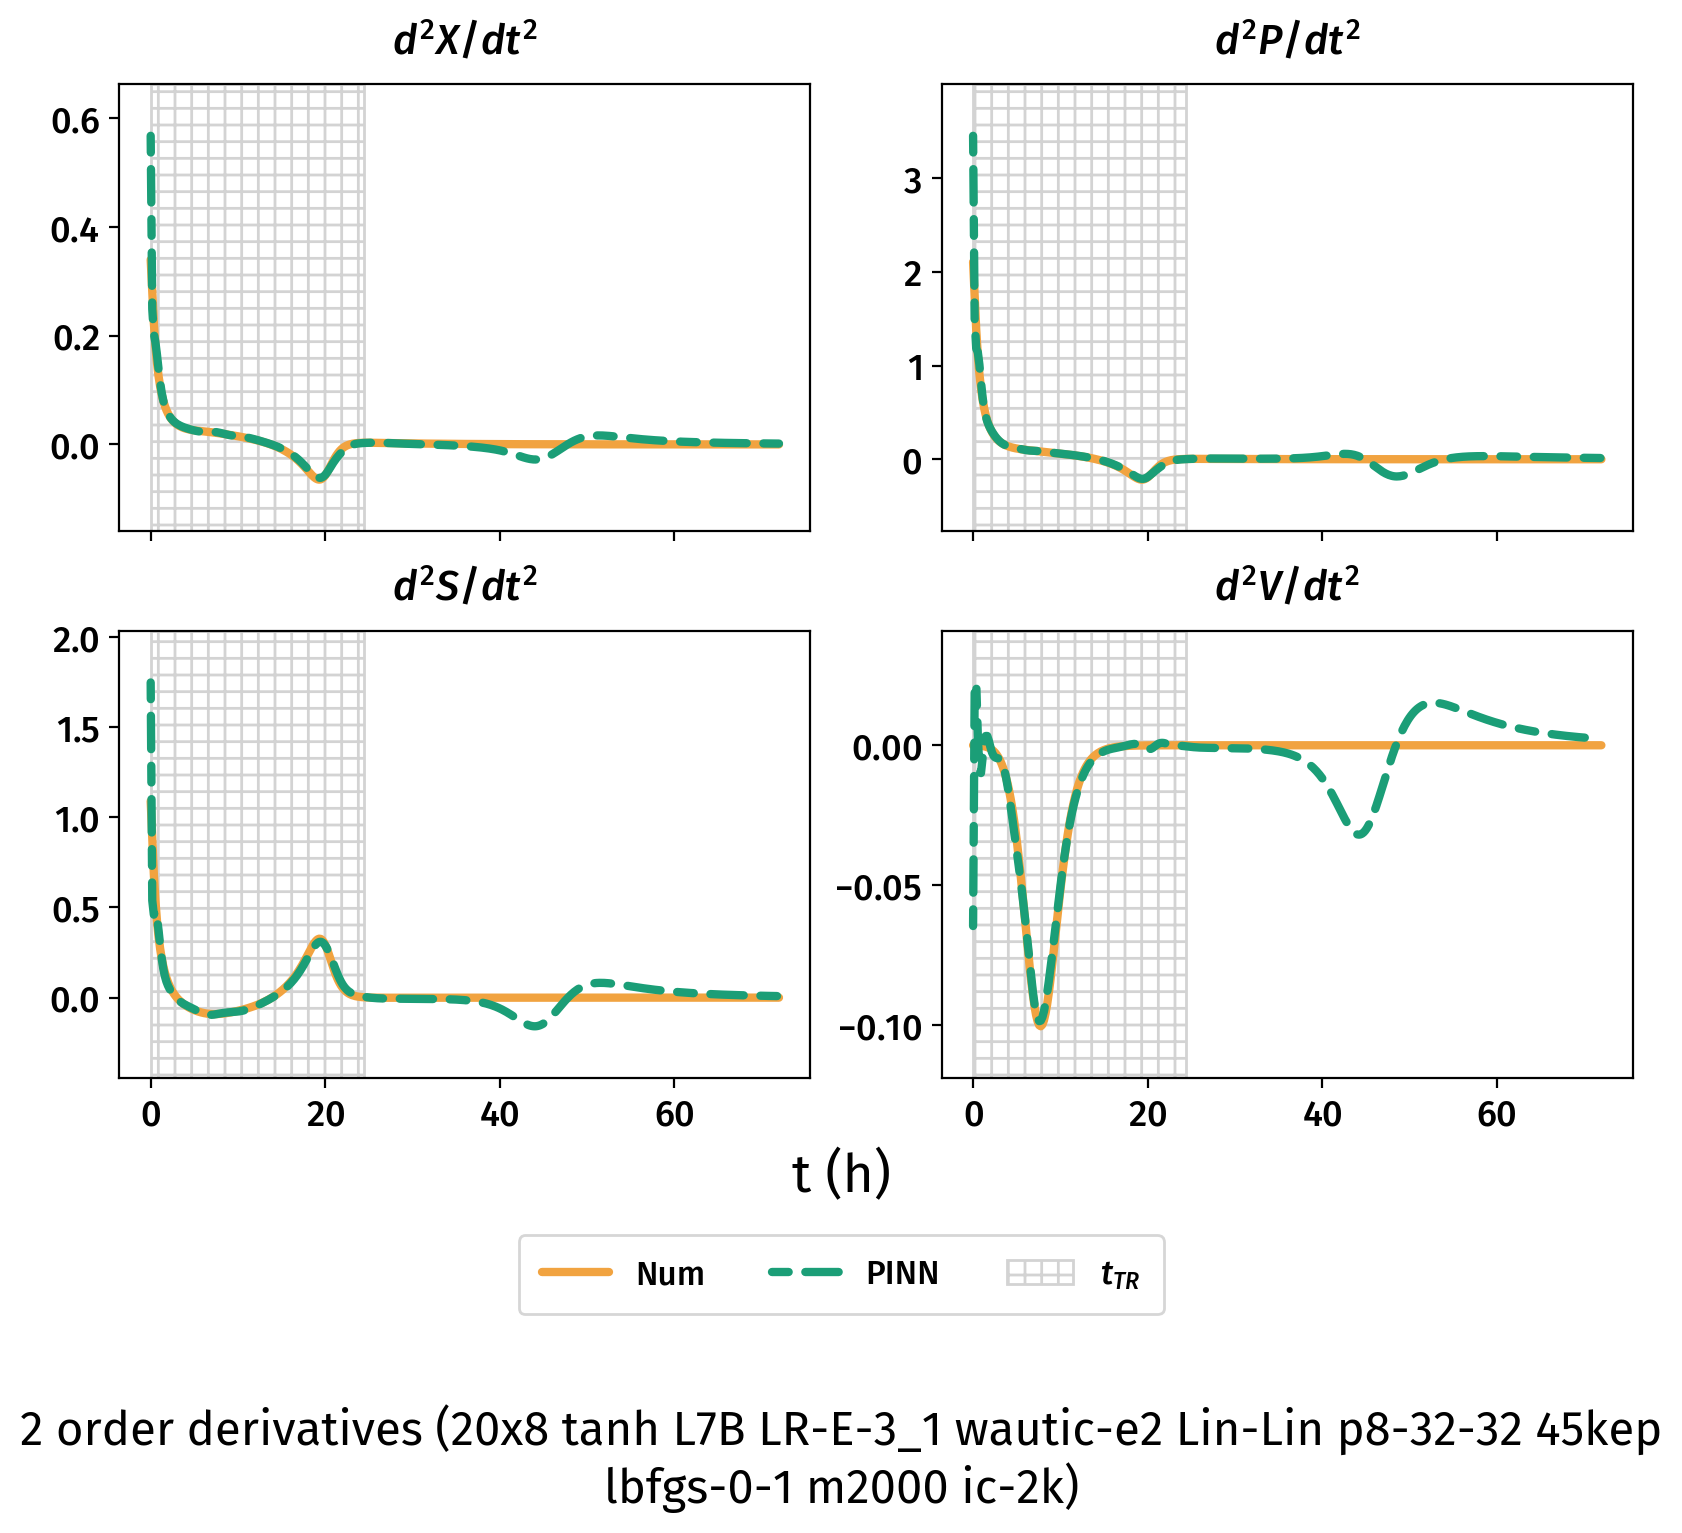 d²X/dt²
d²P/dt²
0.6
0.4
0.2
0.0
3
2
1
0
d²S/dt²
d²V/dt²
2.0
1.5
1.0
0.5
0.0
0.00
−0.05
−0.10
0 20 40 60
0 20 40 60
t (h)
Num PINN t_TR
2 order derivatives (20x8 tanh L7B LR-E-3_1 wautic-e2 Lin-Lin p8-32-32 45kep
lbfgs-0-1 m2000 ic-2k)